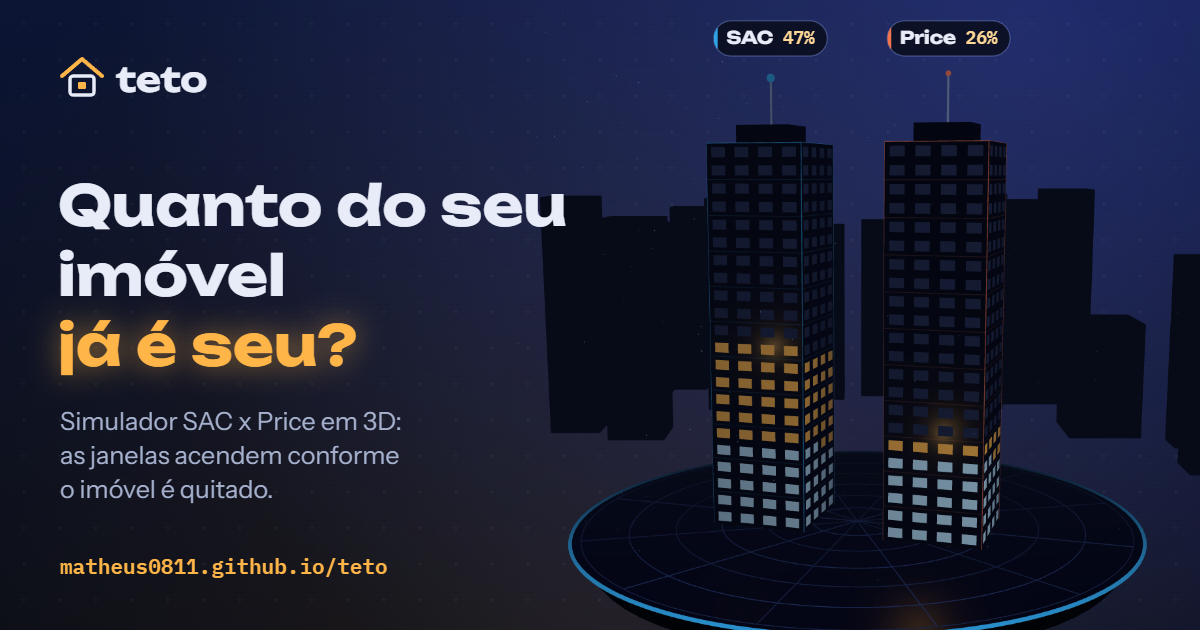 SAC 47%
Price 26%
teto
Quanto do seu
imóvel
já é seu?
Simulador SAC x Price em 3D:
as janelas acendem conforme
o imóvel é quitado.
matheus0811.github.io/teto